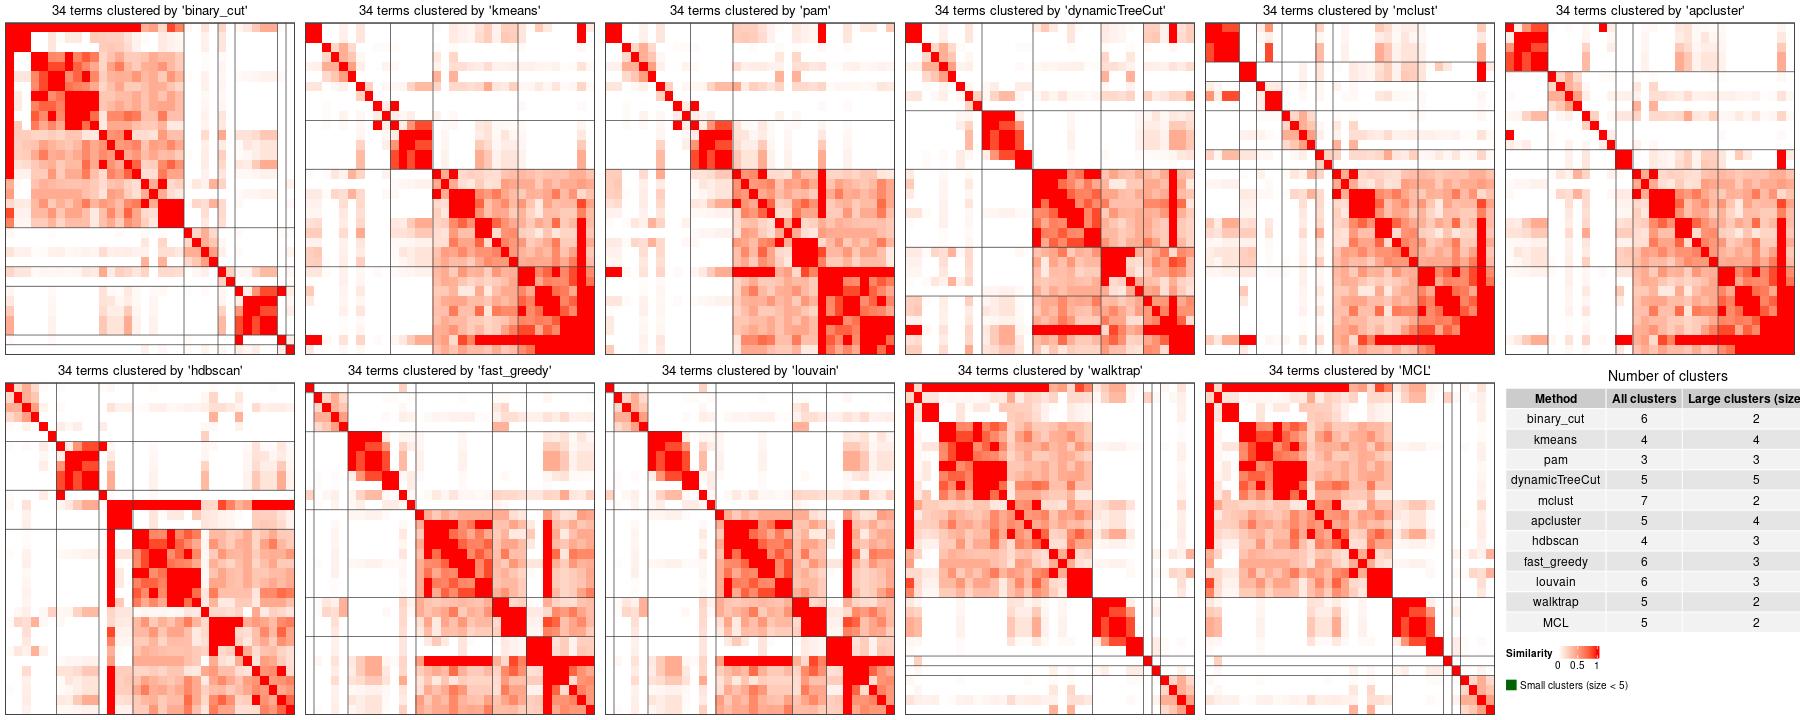 34 terms clustered by 'binary_cut'
34 terms clustered by 'kmeans'
34 terms clustered by 'pam'
34 terms clustered by 'dynamicTreeCut'
34 terms clustered by 'mclust'
34 terms clustered by 'apcluster'
34 terms clustered by 'hdbscan'
34 terms clustered by 'fast_greedy'
34 terms clustered by 'louvain'
34 terms clustered by 'walktrap'
34 terms clustered by 'MCL'
Number of clusters
Method All clusters Large clusters (size
binary_cut 6 2
kmeans 4 4
pam 3 3
dynamicTreeCut 5 5
mclust 7 2
apcluster 5 4
hdbscan 4 3
fast_greedy 6 3
louvain 6 3
walktrap 5 2
MCL 5 2
Similarity
0 0.5 1
Small clusters (size < 5)